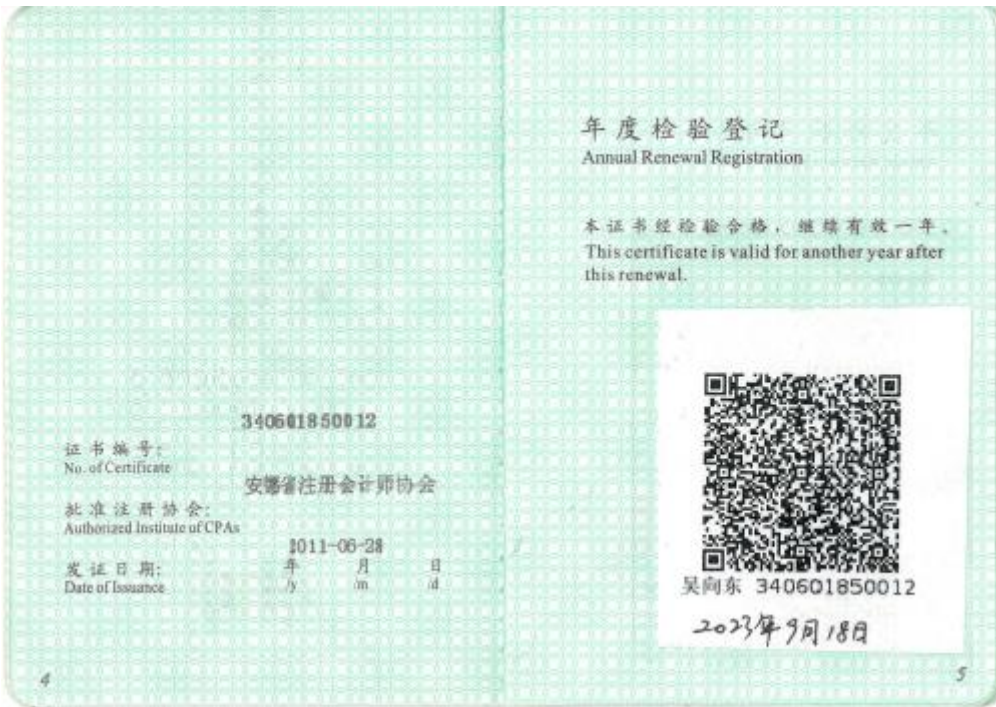 340601850012
证书编号:
No. of Certificate
安徽省注册会计师协会
批准注册协会:
Authorized Institute of CPAs
2011-06-28
发证日期:
年 月 日
Date of Issuance
/y /m /d
4
年度检验登记
Annual Renewal Registration
本证书经检验合格，继续有效一年。
This certificate is valid for another year after
this renewal.
吴向东 340601850012
2023年9月18日
5